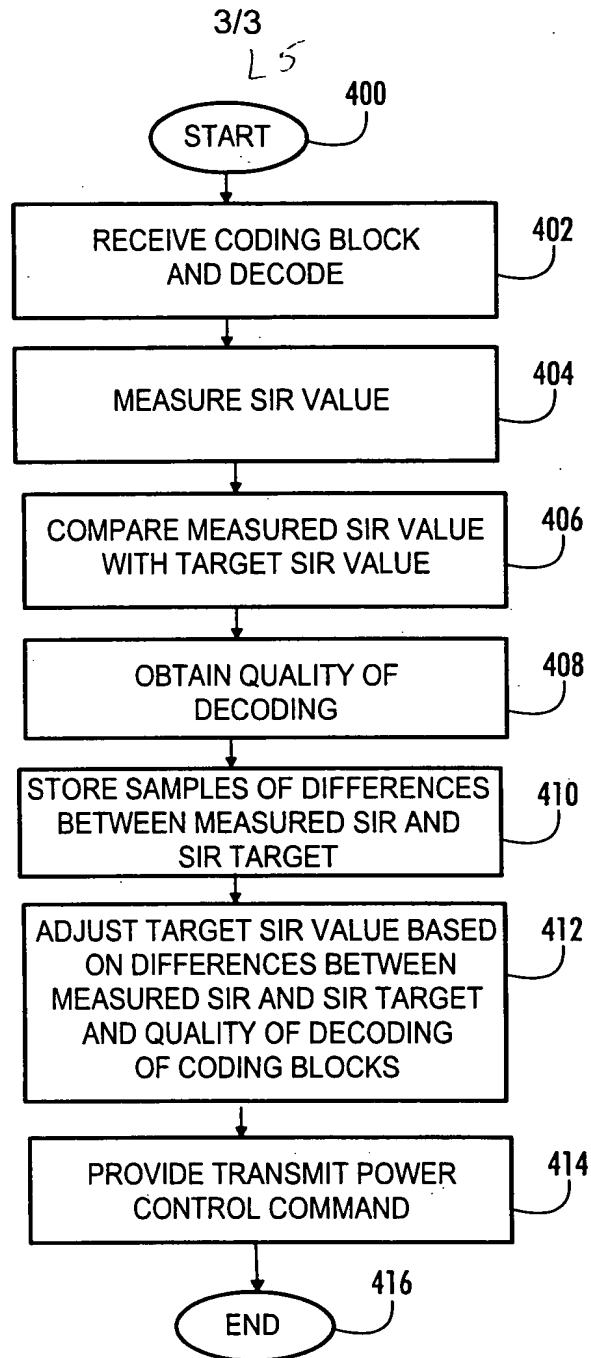 3/3
L5
400
START
402
RECEIVE CODING BLOCK
AND DECODE
404
MEASURE SIR VALUE
406
COMPARE MEASURED SIR VALUE
WITH TARGET SIR VALUE
408
OBTAIN QUALITY OF
DECODING
410
STORE SAMPLES OF DIFFERENCES
BETWEEN MEASURED SIR AND
SIR TARGET
412
ADJUST TARGET SIR VALUE BASED
ON DIFFERENCES BETWEEN
MEASURED SIR AND SIR TARGET
AND QUALITY OF DECODING
OF CODING BLOCKS
414
PROVIDE TRANSMIT POWER
CONTROL COMMAND
416
END